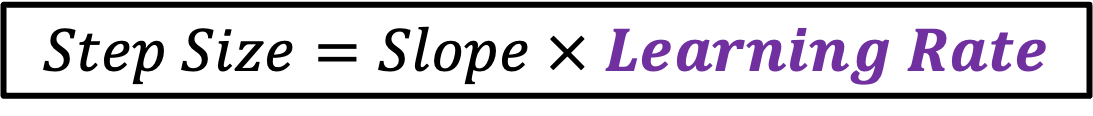 Step Size = Slope × Learning Rate